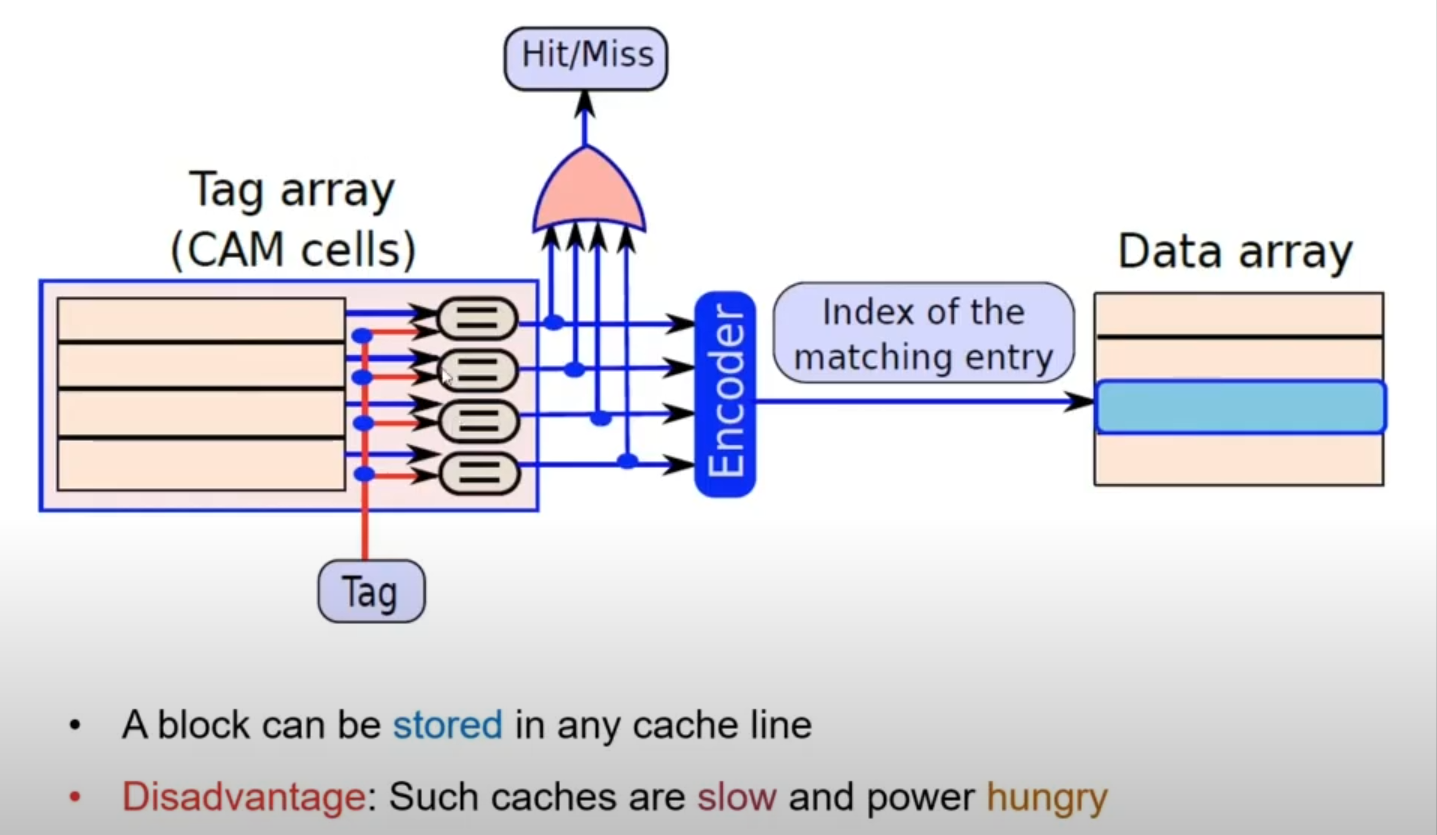 Hit/Miss
Tag array
(CAM cells)
Encoder
Index of the
matching entry
Data array
Tag
• A block can be stored in any cache line
• Disadvantage: Such caches are slow and power hungry